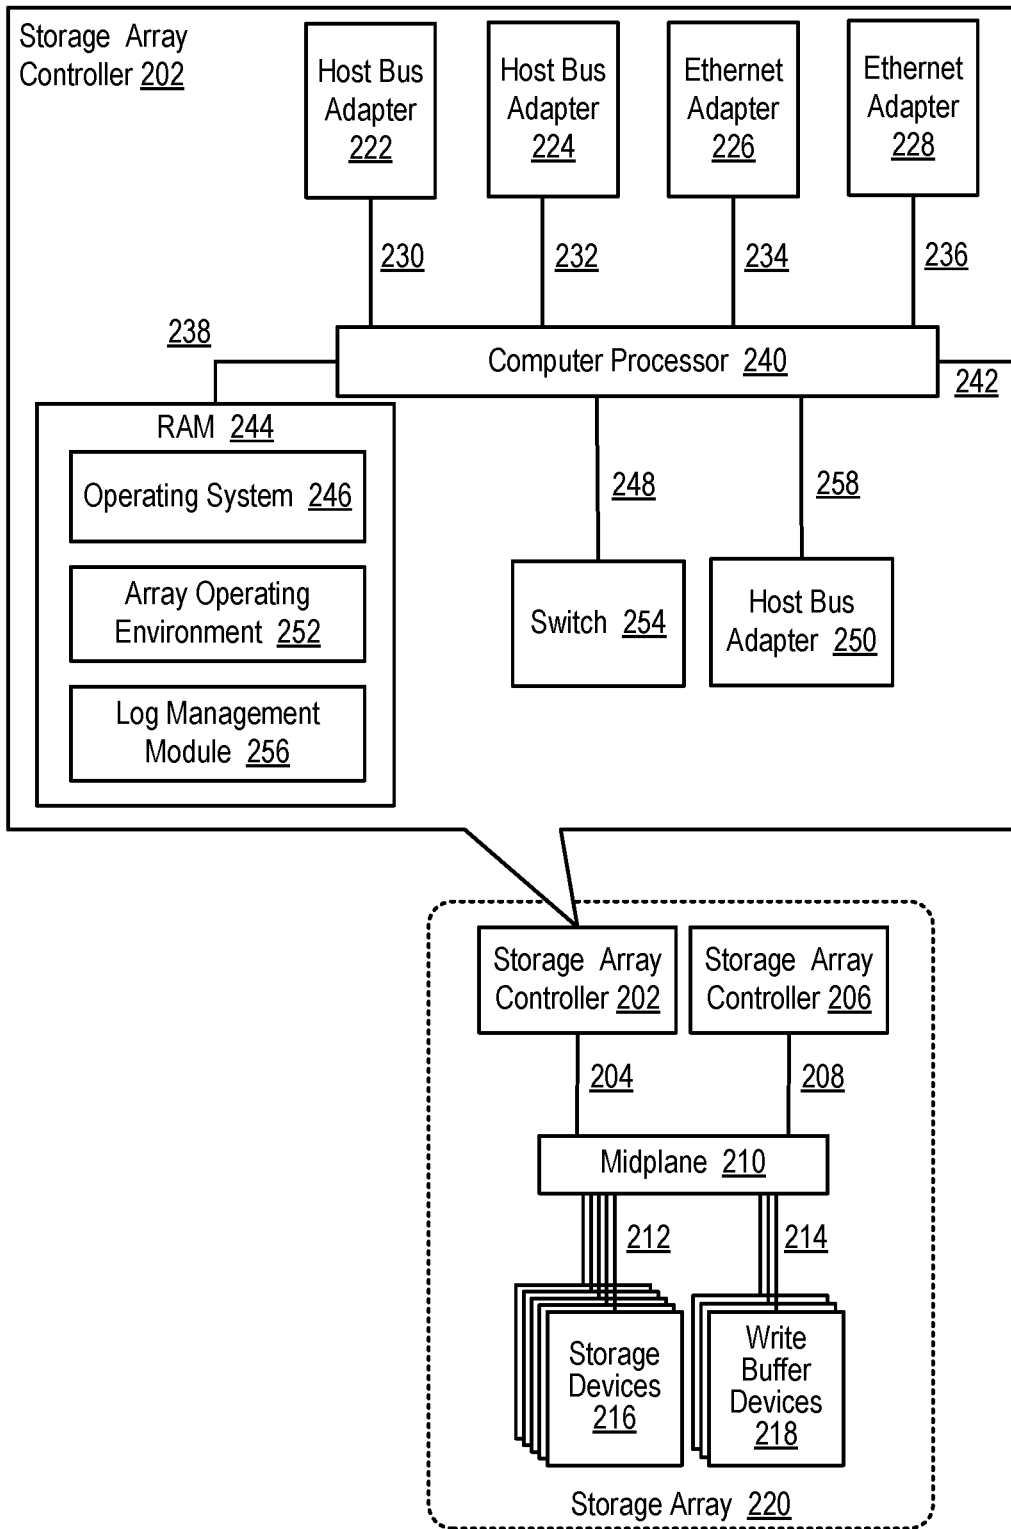 Storage Array
Controller 202
Host Bus
Adapter
222
Host Bus
Adapter
224
Ethernet
Adapter
226
Ethernet
Adapter
228
230
232
234
236
238
Computer Processor 240
242
RAM 244
Operating System 246
Array Operating
Environment 252
Log Management
Module 256
248
258
Switch 254
Host Bus
Adapter 250
Storage Array
Controller 202
Storage Array
Controller 206
204
208
Midplane 210
212
214
Storage
Devices
216
Write
Buffer
Devices
218
Storage Array 220